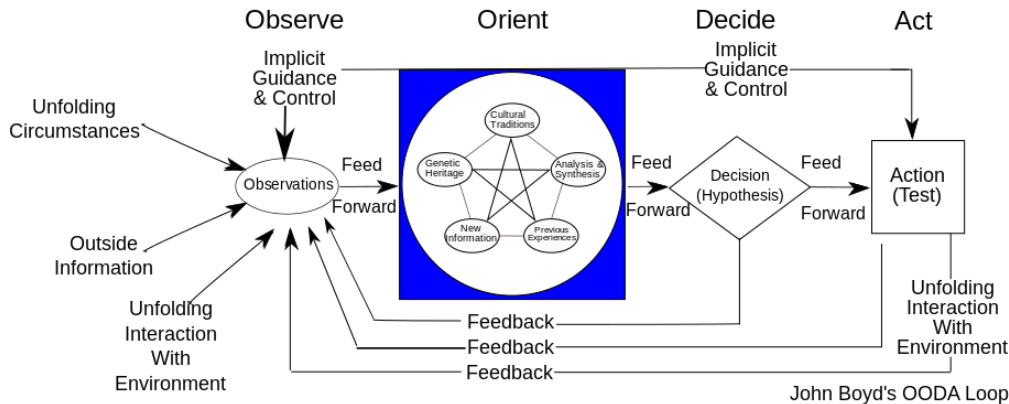 Observe
Orient
Decide
Act
Implicit
Guidance
& Control
Implicit
Guidance
& Control
Unfolding
Circumstances
Observations
Outside
Information
Unfolding
Interaction
With
Environment
Feed
Forward
Cultural
Traditions
Genetic
Heritage
Analysis &
Synthesis
New
Information
Previous
Experiences
Feed
Forward
Decision
(Hypothesis)
Feed
Forward
Action
(Test)
Unfolding
Interaction
With
Environment
Feedback
Feedback
Feedback
John Boyd's OODA Loop